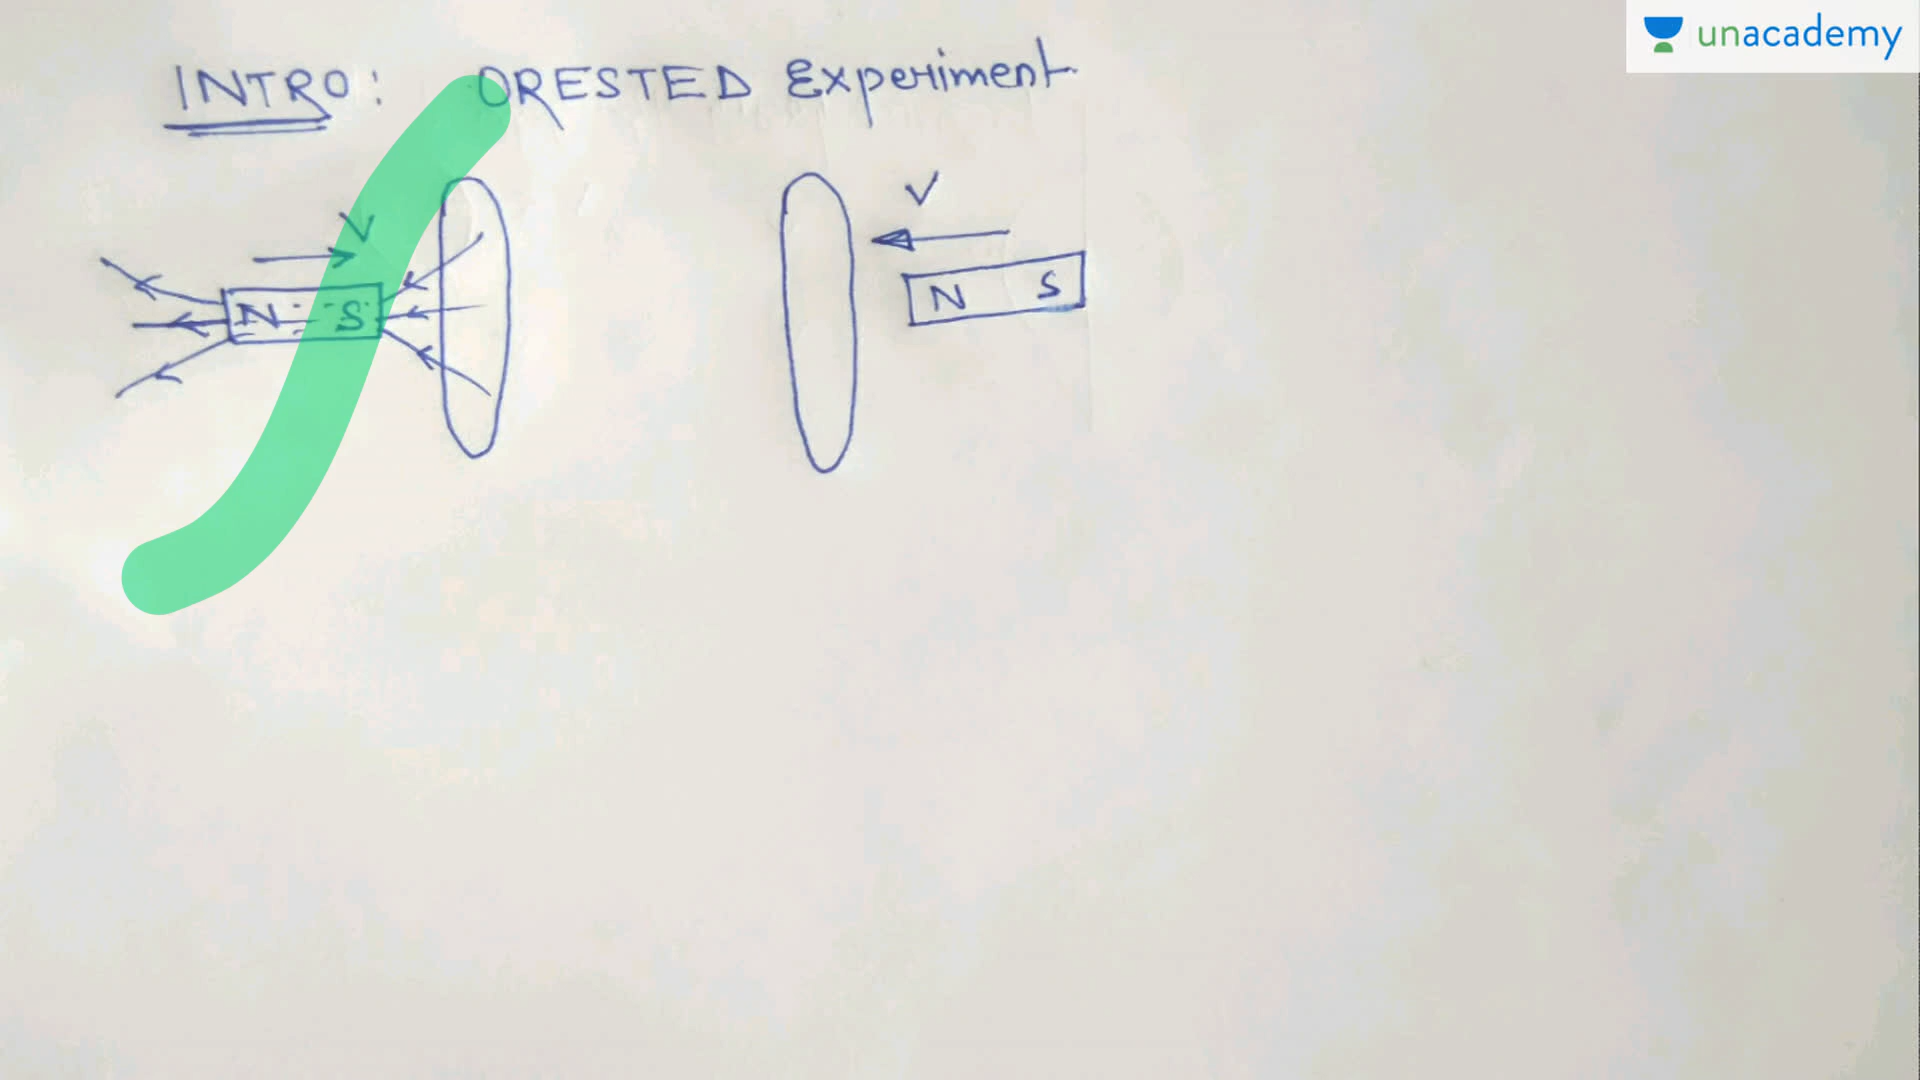 unacademy
INTRO: ORESTED Experiment
V
V
N S
N S